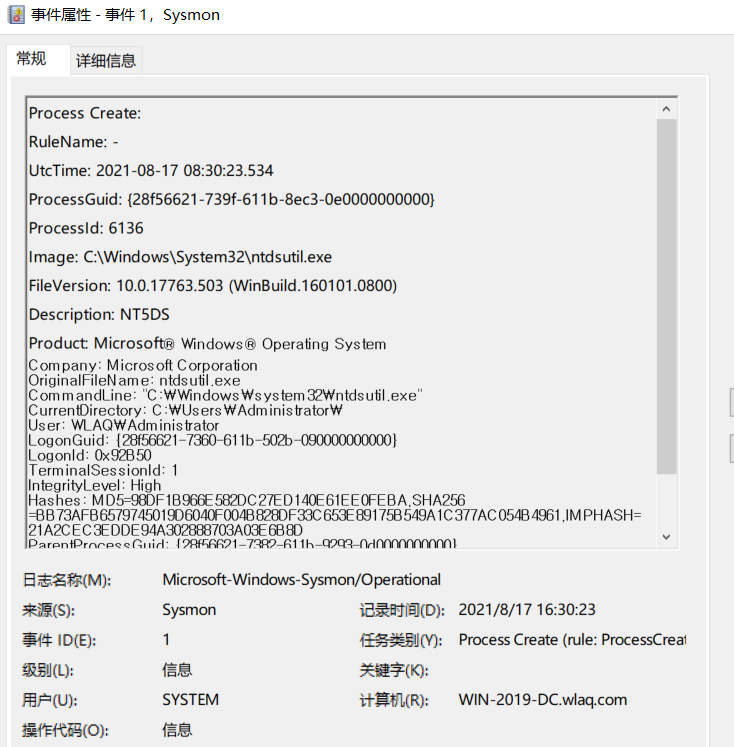 事件属性 - 事件 1，Sysmon
常规
详细信息
Process Create:
RuleName: -
UtcTime: 2021-08-17 08:30:23.534
ProcessGuid: {28f56621-739f-611b-8ec3-0e0000000000}
ProcessId: 6136
Image: C:\Windows\System32\ntdsutil.exe
FileVersion: 10.0.17763.503 (WinBuild.160101.0800)
Description: NT5DS
Product: Microsoft® Windows® Operating System
Company: Microsoft Corporation
OriginalFileName: ntdsutil.exe
CommandLine: "C:₩Windows₩system32₩ntdsutil.exe"
CurrentDirectory: C:₩Users₩Administrator₩
User: WLAQ₩Administrator
LogonGuid: {28f56621-7360-611b-502b-090000000000}
LogonId: 0x92B50
TerminalSessionId: 1
IntegrityLevel: High
Hashes: MD5=98DF1B966E582DC27ED140E61EE0FEBA,SHA256
=BB73AFB6579745019D6040F004B828DF33C653E89175B549A1C377AC054B4961,IMPHASH=
21A2CEC3EDDE94A302888703A03E6B8D
ParentProcessGuid: {28f56621-7382-611b-9293-0d0000000000}
日志名称(M): Microsoft-Windows-Sysmon/Operational
来源(S): Sysmon 记录时间(D): 2021/8/17 16:30:23
事件 ID(E): 1 任务类别(Y): Process Create (rule: ProcessCreat
级别(L): 信息 关键字(K):
用户(U): SYSTEM 计算机(R): WIN-2019-DC.wlaq.com
操作代码(O): 信息